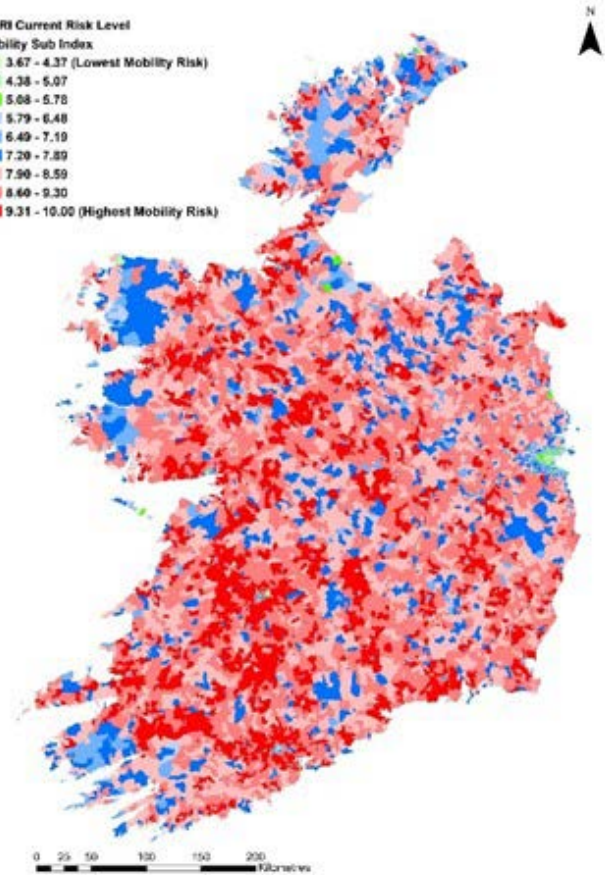 RI Current Risk Level
bility Sub Index
3.67 - 4.37 (Lowest Mobility Risk)
4.38 - 5.07
5.08 - 5.78
5.79 - 6.48
6.49 - 7.19
7.20 - 7.89
7.90 - 8.59
8.60 - 9.30
9.31 - 10.00 (Highest Mobility Risk)
N
0 25 50 100 150 200
Kilometres